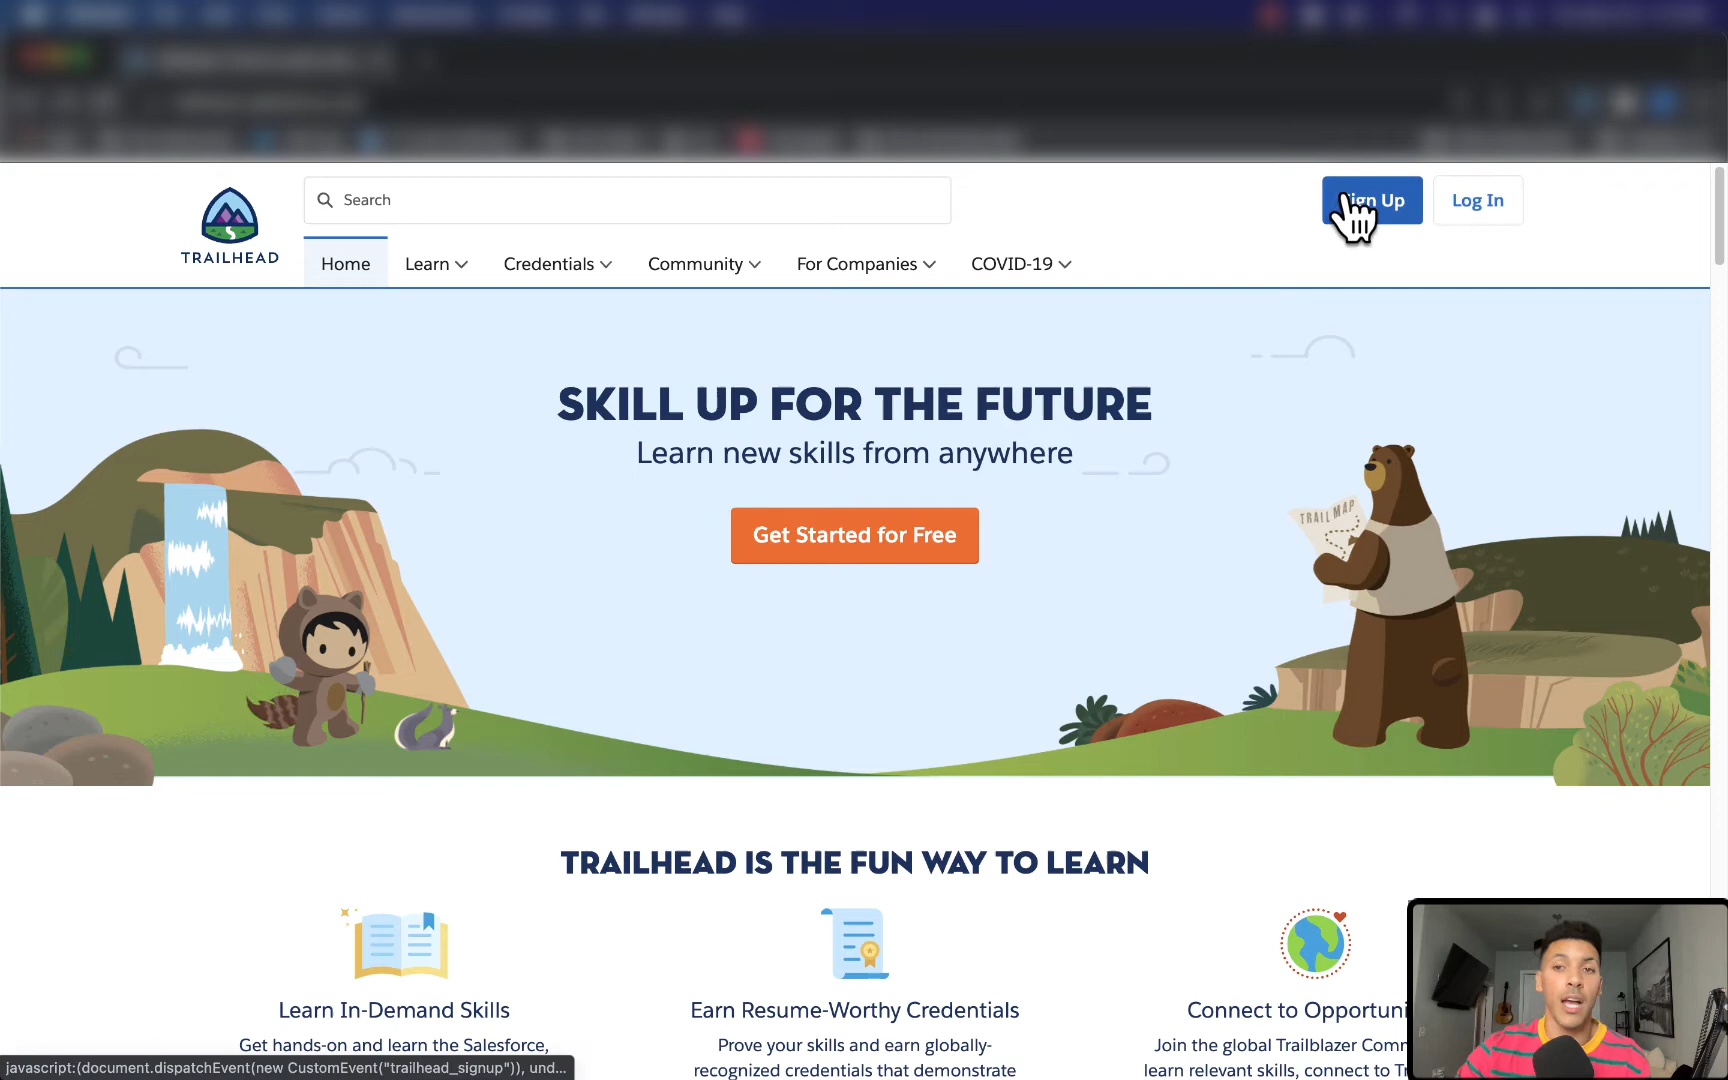 Search
Sign Up
Log In
TRAILHEAD
Home
Learn
Credentials
Community
For Companies
COVID-19
SKILL UP FOR THE FUTURE
Learn new skills from anywhere
Get Started for Free
TRAIL MAP
TRAILHEAD IS THE FUN WAY TO LEARN
Learn In-Demand Skills
Get hands-on and learn the Salesforce,
Earn Resume-Worthy Credentials
Prove your skills and earn globally-
recognized credentials that demonstrate
Connect to Opportuni
Join the global Trailblazer Comm
learn relevant skills, connect to Tr
javascript:(document.dispatchEvent(new CustomEvent("trailhead_signup")), und...